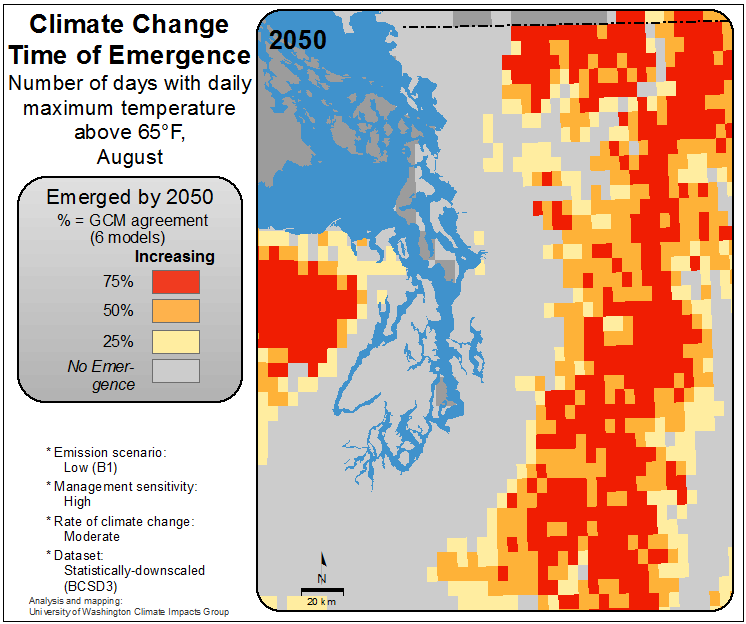 Climate Change
Time of Emergence
Number of days with daily
maximum temperature
above 65°F,
August
Emerged by 2050
% = GCM agreement
(6 models)
Increasing
75%
50%
25%
No Emer-
gence
* Emission scenario:
Low (B1)
* Management sensitivity:
High
* Rate of climate change:
Moderate
* Dataset:
Statistically-downscaled
(BCSD3)
Analysis and mapping:
University of Washington Climate Impacts Group
2050
N
20 km